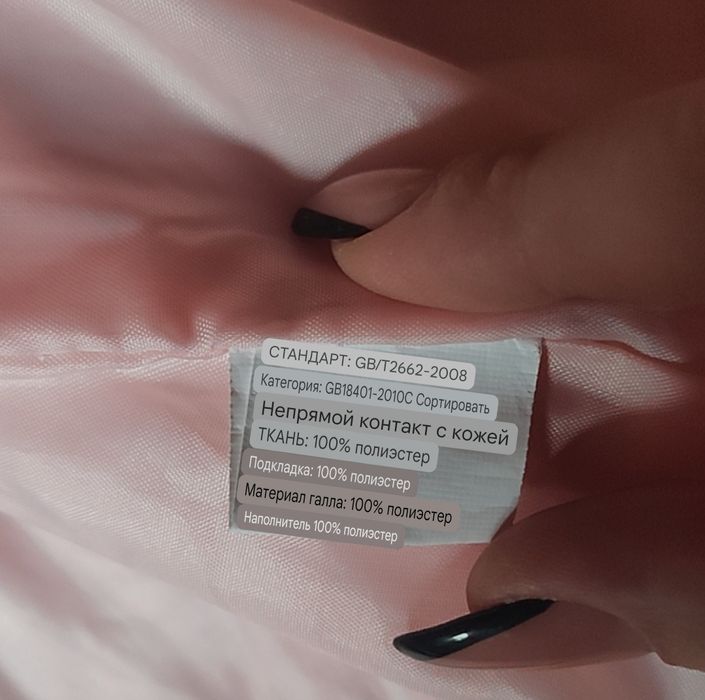 СТАНДАРТ: GB/T2662-2008
Категория: GB18401-2010C Сортировать
Непрямой контакт с кожей
ТКАНЬ: 100% полиэстер
Подкладка: 100% полиэстер
Материал галла: 100% полиэстер
Наполнитель 100% полиэстер